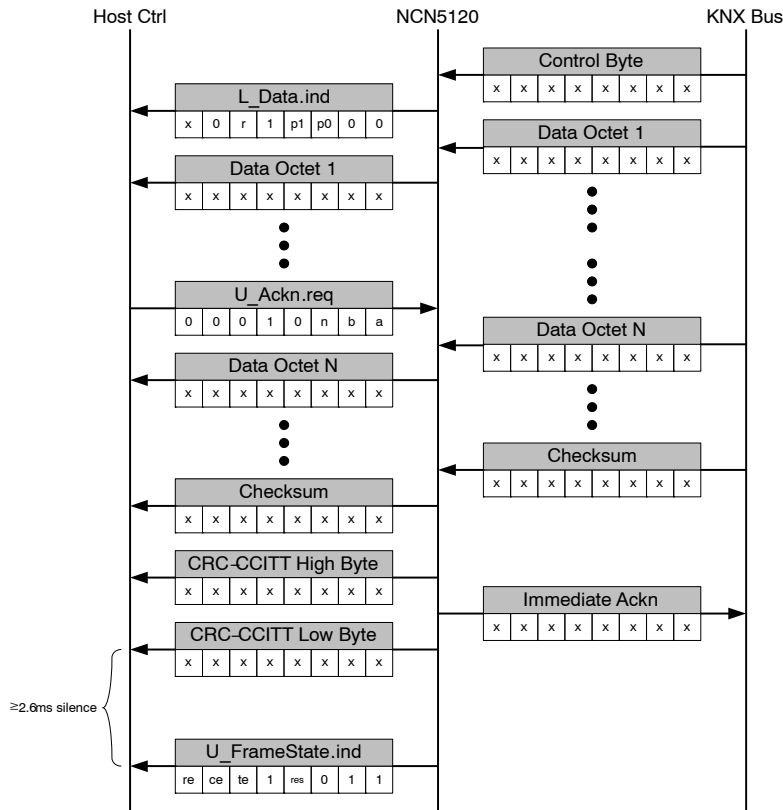 Host Ctrl NCN5120 KNX Bus
Control Byte
x x x x x x x x
L_Data.ind
x 0 r 1 p1 p0 0 0
Data Octet 1
x x x x x x x x
Data Octet 1
x x x x x x x x
U_Ackn.req
0 0 0 1 0 n b a
Data Octet N
x x x x x x x x
Data Octet N
x x x x x x x x
Checksum
x x x x x x x x
Checksum
x x x x x x x x
CRC-CCITT High Byte
x x x x x x x x
Immediate Ackn
x x x x x x x x
CRC-CCITT Low Byte
x x x x x x x x
≥2.6ms silence
U_FrameState.ind
re ce te 1 res 0 1 1